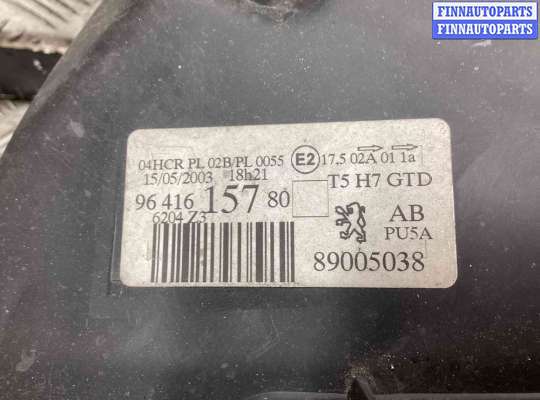 FINNAUTOPARTS
FINNAUTOPARTS
04HCR PL 02B/PL 0055 E2 17,5 02A 01 1a
15/05/2003 18h21 T5 H7 GTD
96 416 157 80
6204 Z3 AB
PU5A
89005038